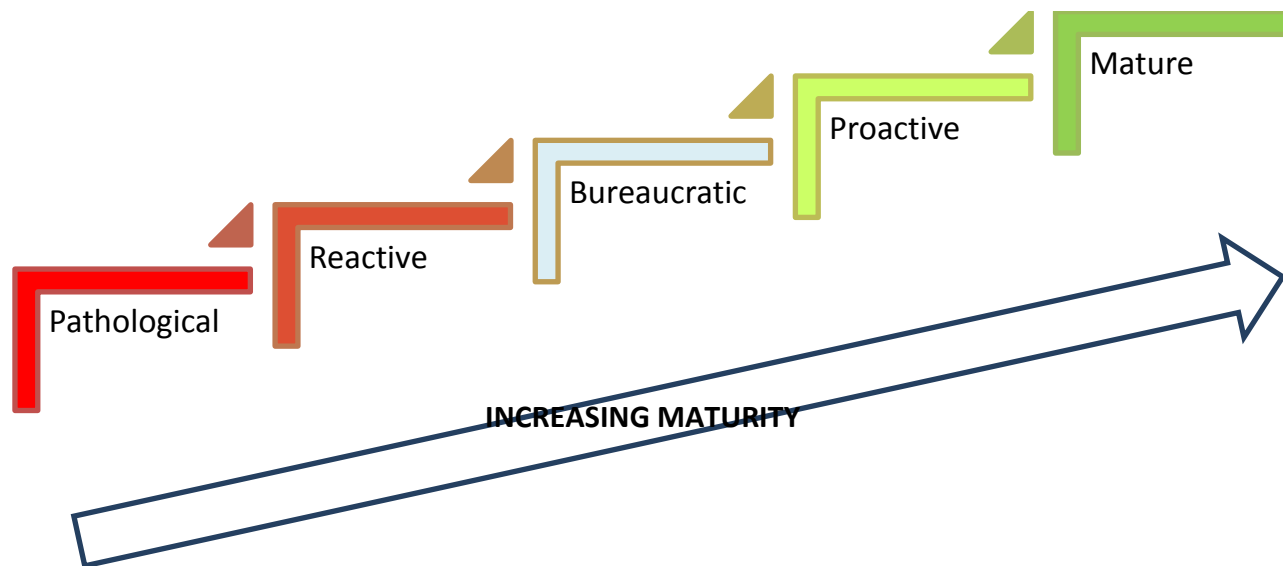 Mature
Proactive
Bureaucratic
Reactive
Pathological
INCREASING MATURITY